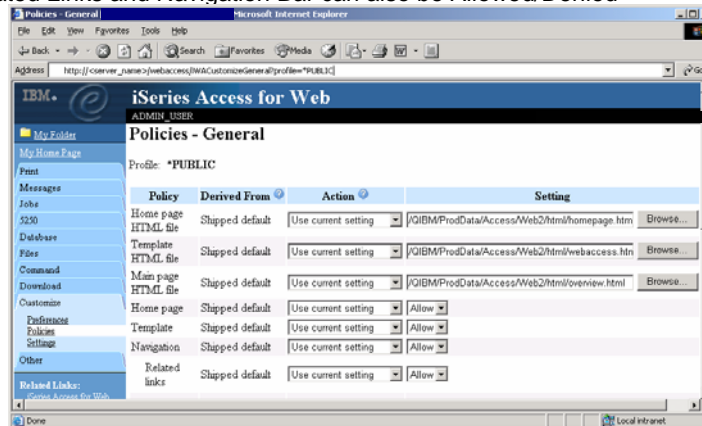 Related Links and Navigation Bar can also be Allowed/Denied
Policies - General
Microsoft Internet Explorer
File Edit View Favorites Tools Help
Back Search Favorites Media
Address http://<server_name>/webaccess/iWACustomizeGeneral?profile=*PUBLIC
IBM. iSeries Access for Web
ADMIN_USER
My Folder
My Home Page
Print
Messages
Jobs
5250
Database
Files
Command
Download
Customize
Preferences
Policies
Settings
Other
Related Links:
iSeries Access for Web
Policies - General
Profile: *PUBLIC
Policy Derived From Action Setting
Home page HTML file Shipped default Use current setting /QIBM/ProdData/Access/Web2/html/homepage.htm Browse...
Template HTML file Shipped default Use current setting /QIBM/ProdData/Access/Web2/html/webaccess.htm Browse...
Main page HTML file Shipped default Use current setting /QIBM/ProdData/Access/Web2/html/overview.html Browse...
Home page Shipped default Use current setting Allow
Template Shipped default Use current setting Allow
Navigation Shipped default Use current setting Allow
Related links Shipped default Use current setting Allow
Done Local intranet